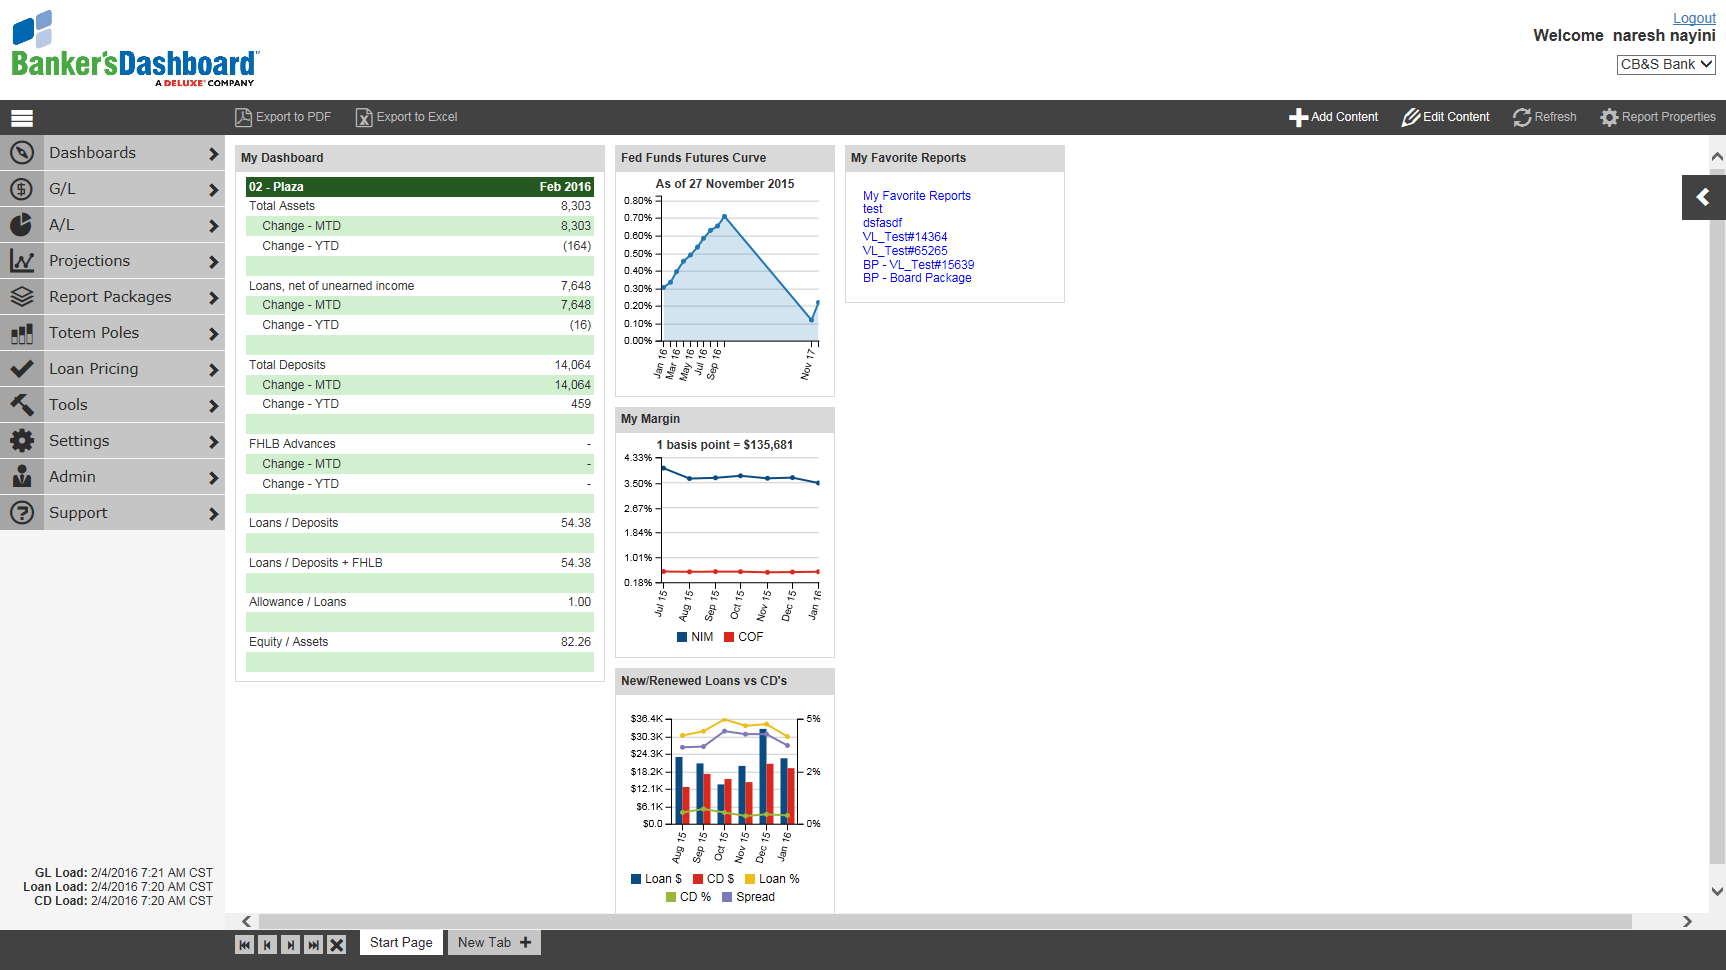 Banker'sDashboard
A DELUXE COMPANY
Logout
Welcome naresh nayini
CB&S Bank
Export to PDF
Export to Excel
Add Content
Edit Content
Refresh
Report Properties
Dashboards
G/L
A/L
Projections
Report Packages
Totem Poles
Loan Pricing
Tools
Settings
Admin
Support
GL Load: 2/4/2016 7:21 AM CST
Loan Load: 2/4/2016 7:20 AM CST
CD Load: 2/4/2016 7:20 AM CST
My Dashboard
02 - Plaza Feb 2016
Total Assets 8,303
Change - MTD 8,303
Change - YTD (164)
Loans, net of unearned income 7,648
Change - MTD 7,648
Change - YTD (16)
Total Deposits 14,064
Change - MTD 14,064
Change - YTD 459
FHLB Advances -
Change - MTD -
Change - YTD -
Loans / Deposits 54.38
Loans / Deposits + FHLB 54.38
Allowance / Loans 1.00
Equity / Assets 82.26
Fed Funds Futures Curve
As of 27 November 2015
0.80%
0.70%
0.60%
0.50%
0.40%
0.30%
0.20%
0.10%
0.00%
Jan 16
Mar 16
May 16
Jul 16
Sep 16
Nov 17
My Margin
1 basis point = $135,681
4.33%
3.50%
2.67%
1.84%
1.01%
0.18%
Jul 15
Aug 15
Sep 15
Oct 15
Nov 15
Dec 15
Jan 16
NIM COF
New/Renewed Loans vs CD's
$36.4K
$30.3K
$24.3K
$18.2K
$12.1K
$6.1K
$0.0
5%
2%
0%
Aug 15
Sep 15
Oct 15
Nov 15
Dec 15
Jan 16
Loan $ CD $ Loan %
CD % Spread
My Favorite Reports
My Favorite Reports
test
dsfasdf
VL_Test#14364
VL_Test#65265
BP - VL_Test#15639
BP - Board Package
Start Page
New Tab